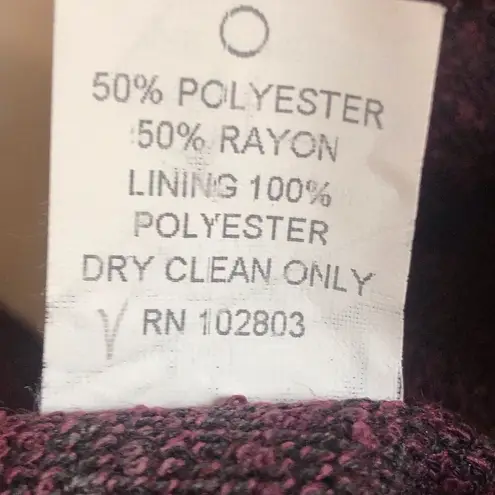 50% POLYESTER
50% RAYON
LINING 100%
POLYESTER
DRY CLEAN ONLY
RN 102803